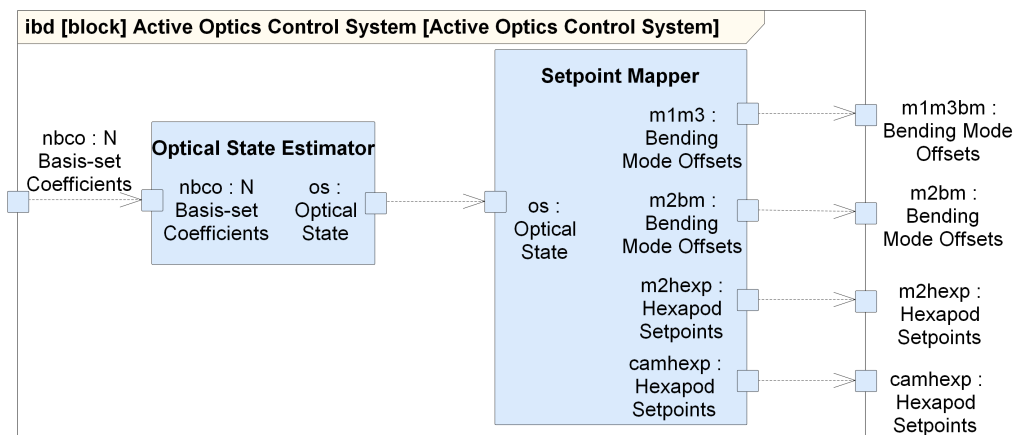 ibd [block] Active Optics Control System [Active Optics Control System]
nbco : N
Basis-set
Coefficients
Optical State Estimator
nbco : N
Basis-set
Coefficients
os :
Optical
State
Setpoint Mapper
os :
Optical
State
m1m3 :
Bending
Mode Offsets
m2bm :
Bending
Mode Offsets
m2hexp :
Hexapod
Setpoints
camhexp :
Hexapod
Setpoints
m1m3bm :
Bending Mode
Offsets
m2bm :
Bending
Mode Offsets
m2hexp :
Hexapod
Setpoints
camhexp :
Hexapod
Setpoints